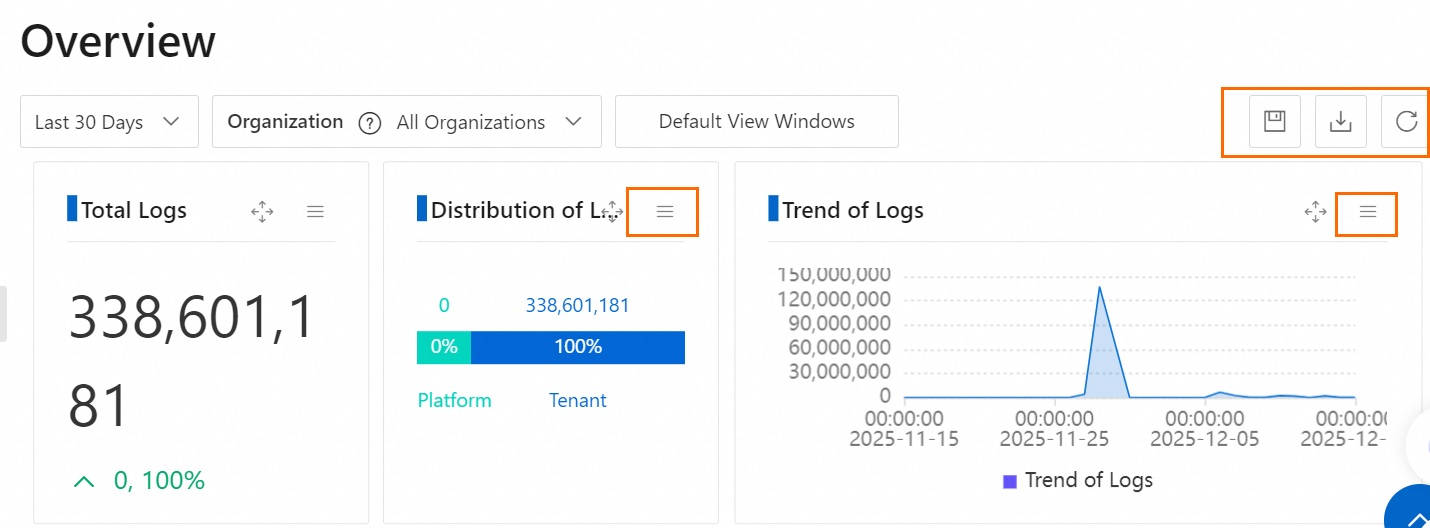 Overview
Last 30 Days
Organization ? All Organizations
Default View Windows
Total Logs
338,601,1
81
0, 100%
Distribution of L...
0 338,601,181
0% 100%
Platform Tenant
Trend of Logs
150,000,000
120,000,000
90,000,000
60,000,000
30,000,000
0
00:00:00 00:00:00 00:00:00 00:00:0
2025-11-15 2025-11-25 2025-12-05 2025-12-
Trend of Logs